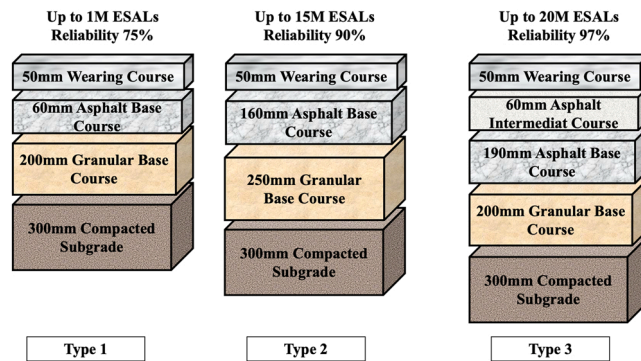 Up to 1M ESALs
Reliability 75%
50mm Wearing Course
60mm Asphalt Base
Course
200mm Granular Base
Course
300mm Compacted
Subgrade
Type 1
Up to 15M ESALs
Reliability 90%
50mm Wearing Course
160mm Asphalt Base
Course
250mm Granular
Base Course
300mm Compacted
Subgrade
Type 2
Up to 20M ESALs
Reliability 97%
50mm Wearing Course
60mm Asphalt
Intermediat Course
190mm Asphalt Base
Course
200mm Granular Base
Course
300mm Compacted
Subgrade
Type 3